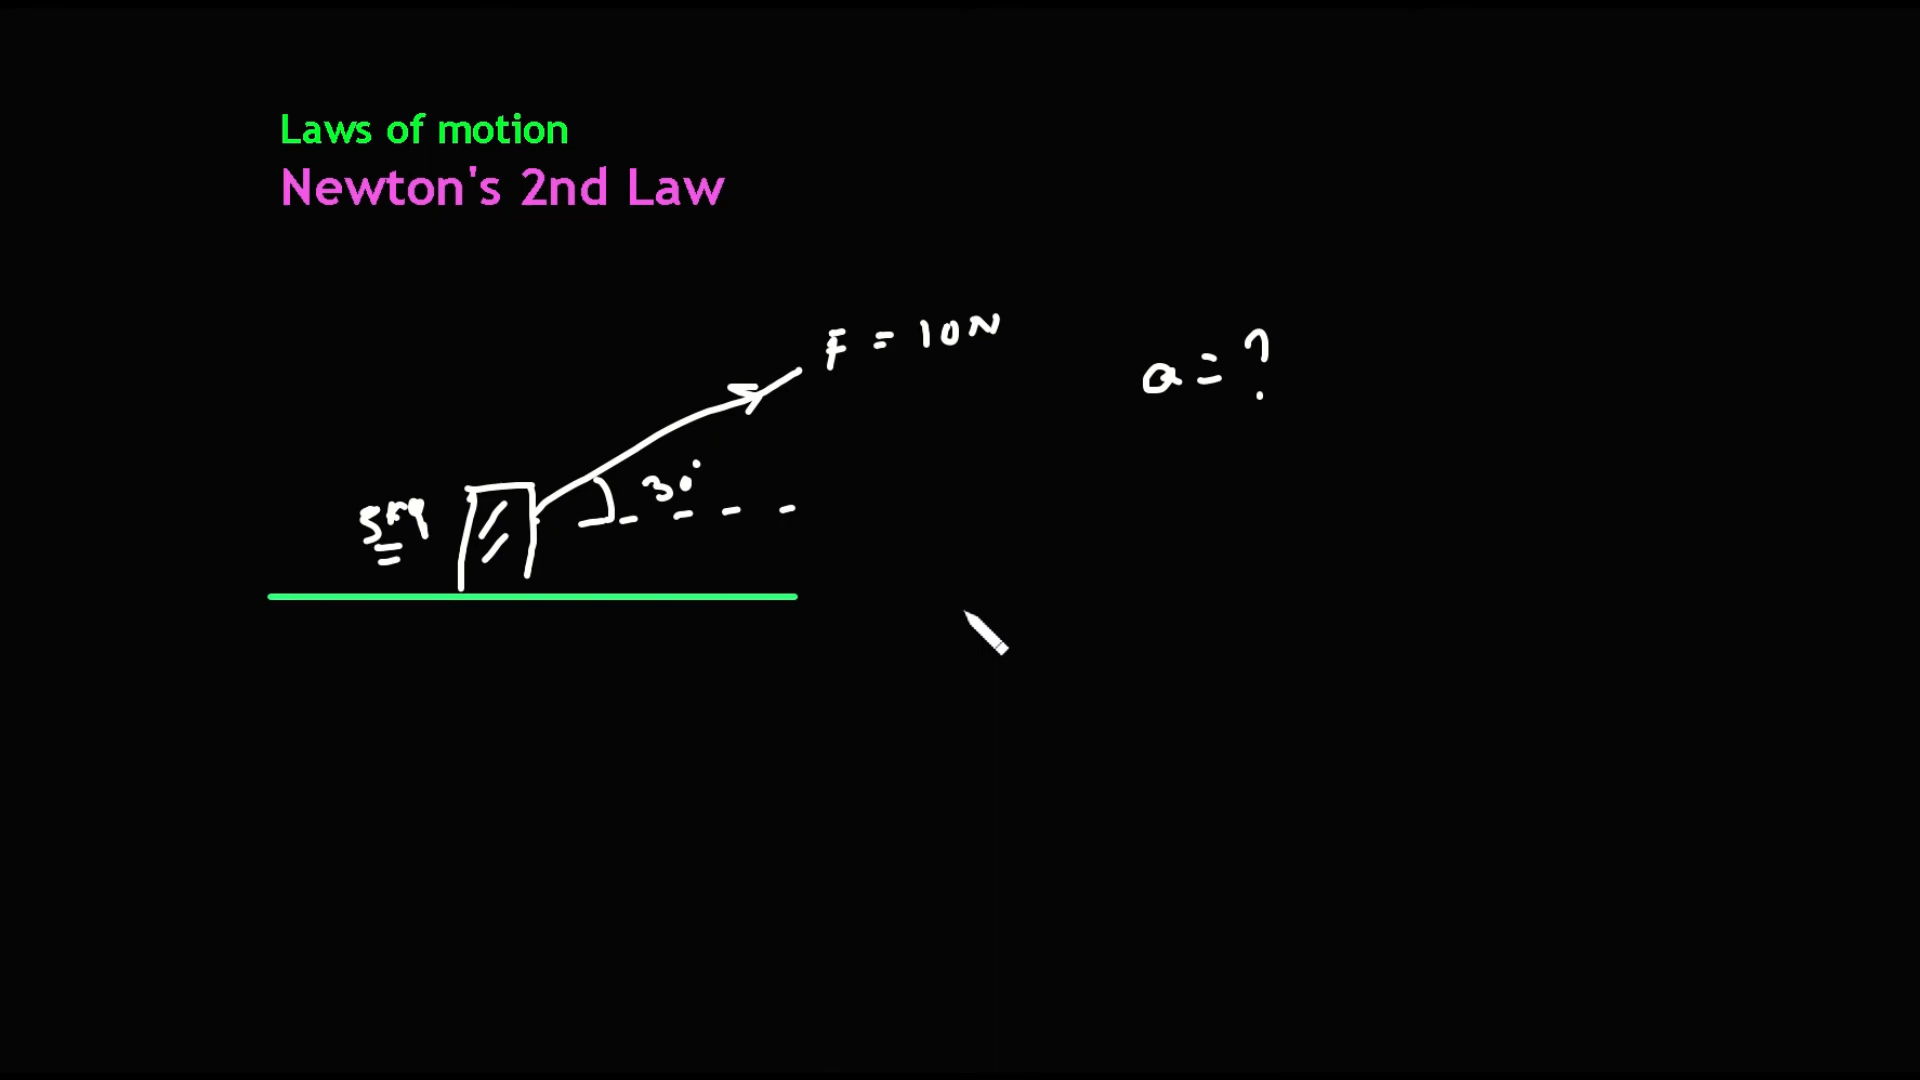 Laws of motion
Newton's 2nd Law
F = 10N
a = ?
30°
5kg